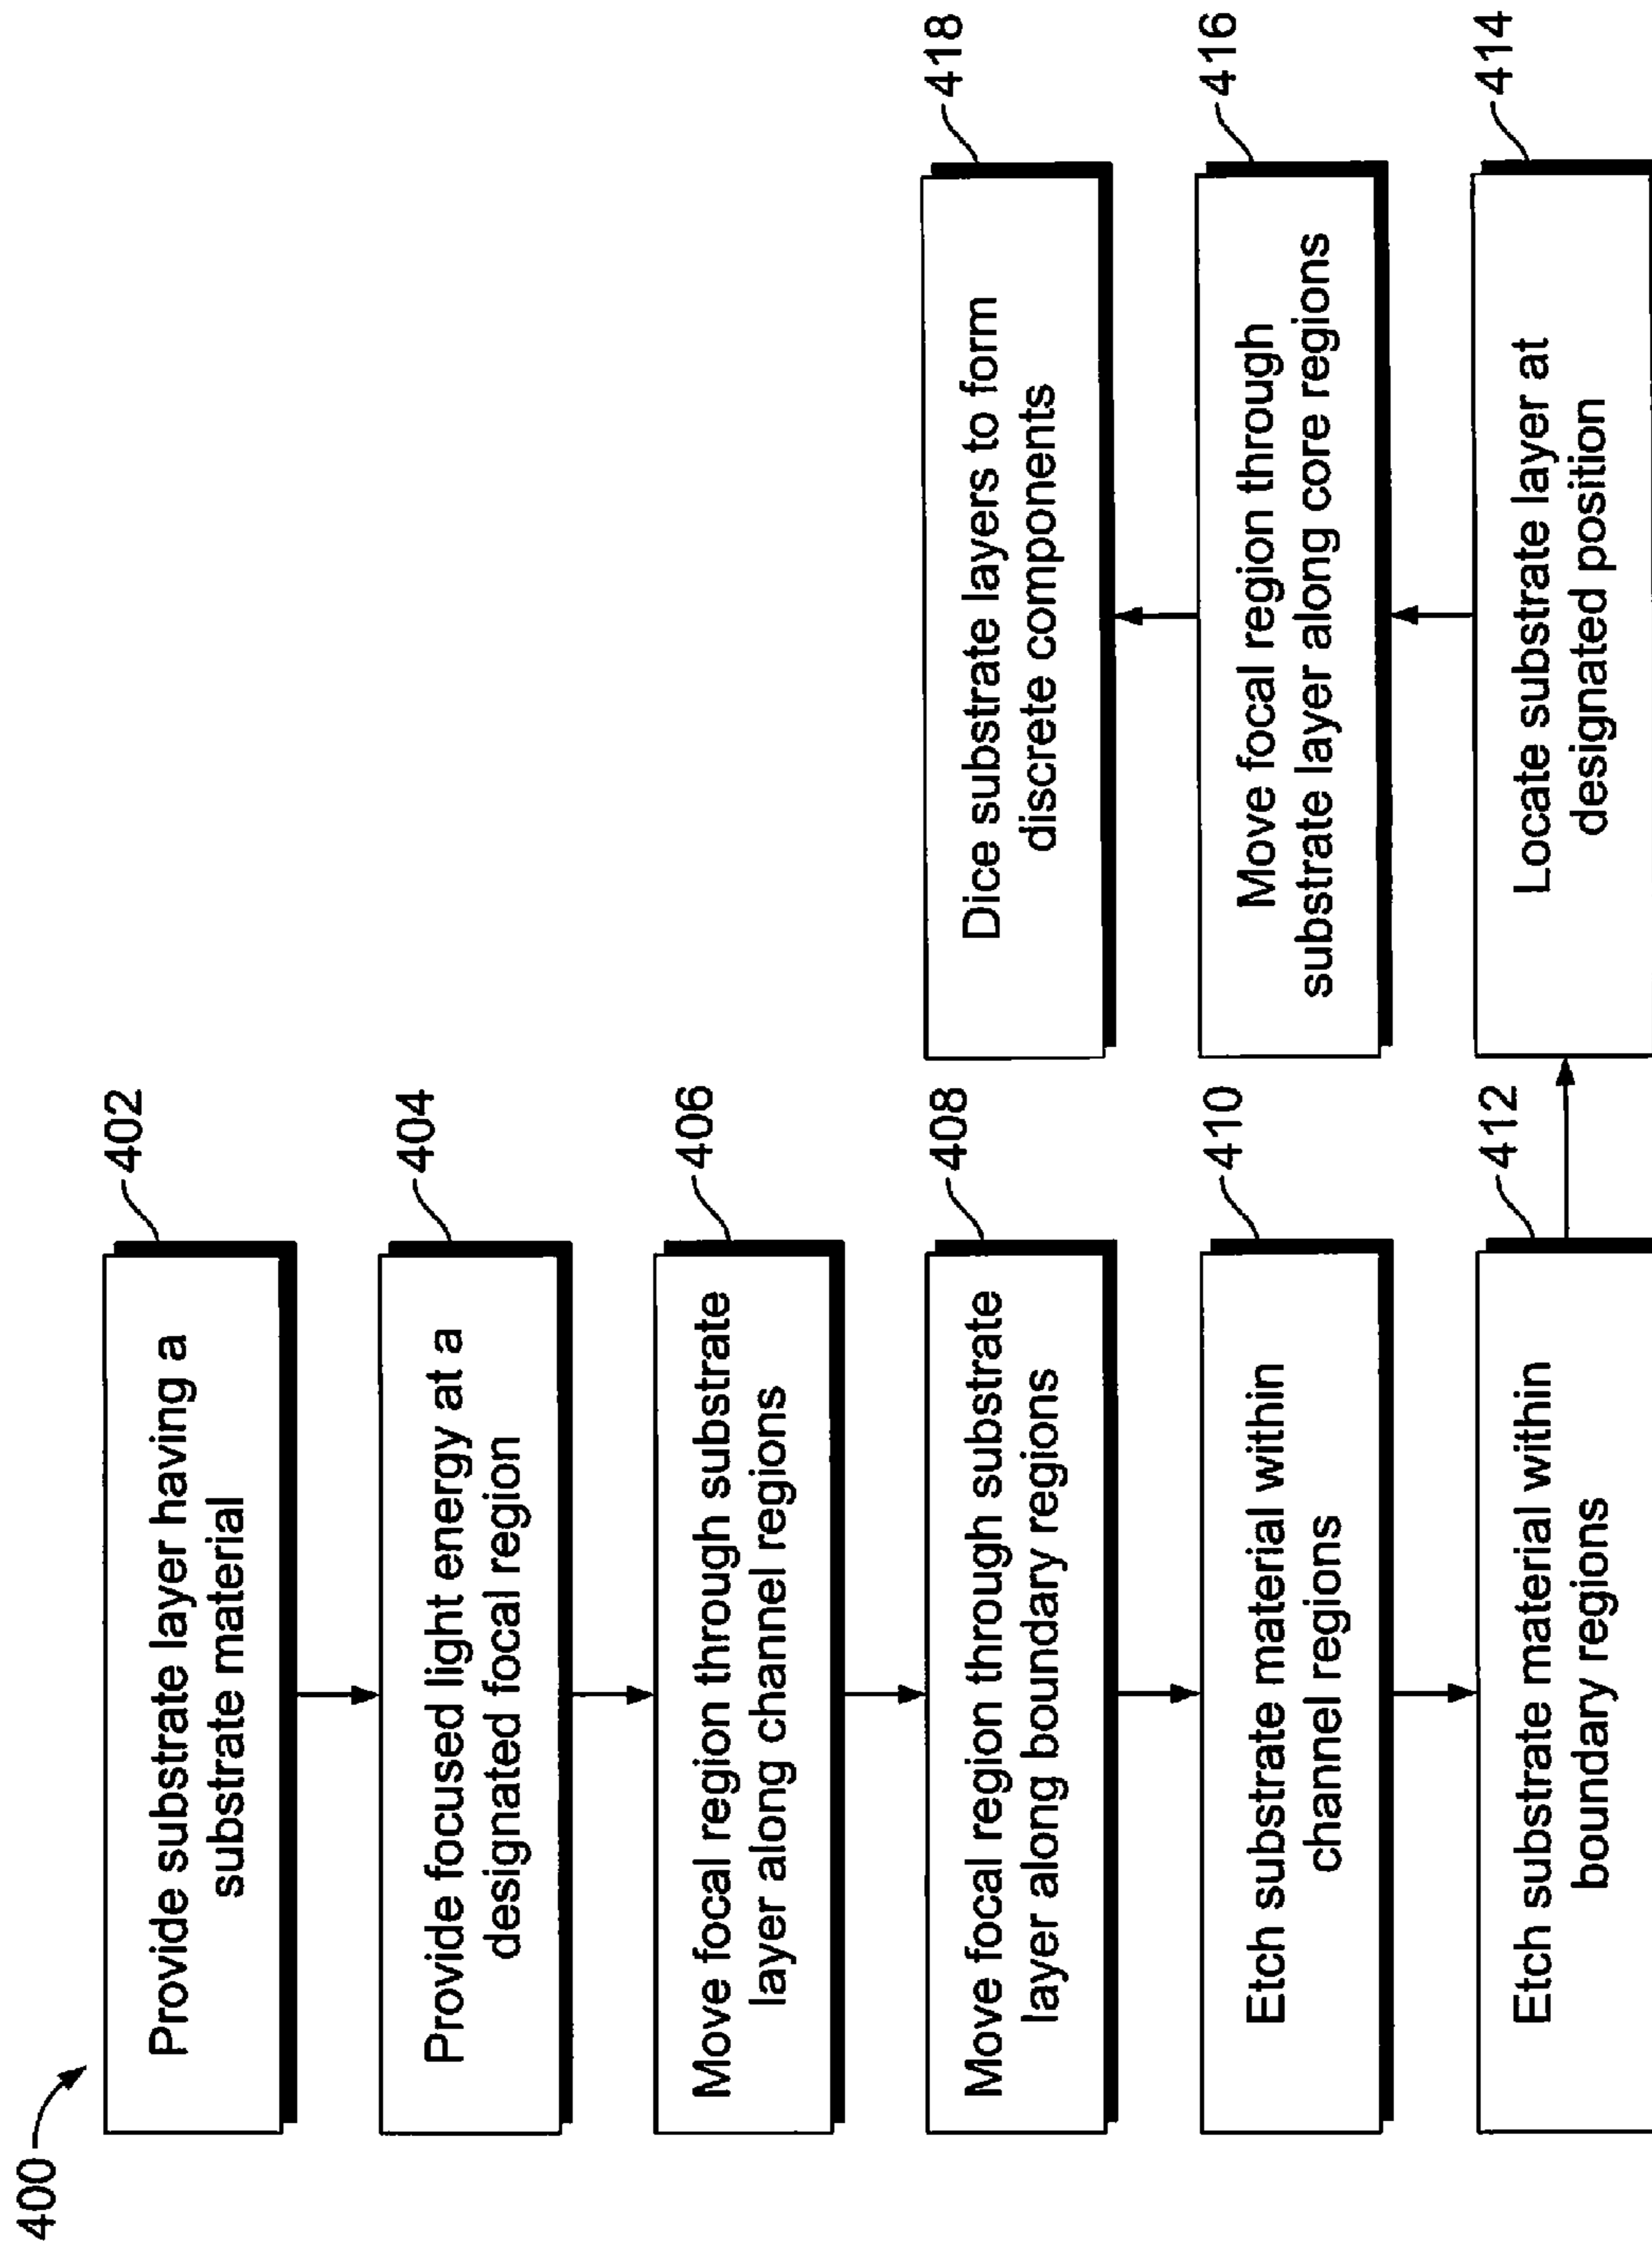 400
402
Provide substrate layer having a
substrate material
404
Provide focused light energy at a
designated focal region
406
Move focal region through substrate
layer along channel regions
408
Move focal region through substrate
layer along boundary regions
410
Etch substrate material within
channel regions
412
Etch substrate material within
boundary regions
414
Locate substrate layer at
designated position
416
Move focal region through
substrate layer along core regions
418
Dice substrate layers to form
discrete components